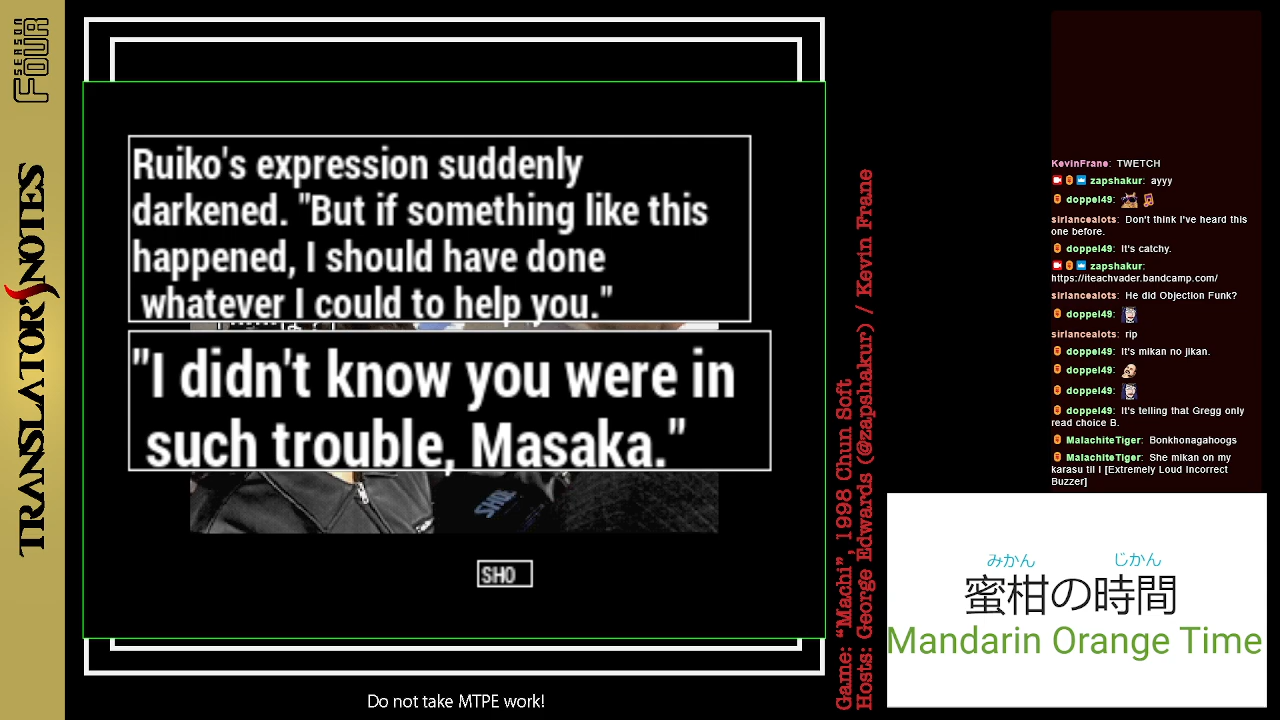 SEASON
FOUR
TRANSLATOR'S NOTES
Ruiko's expression suddenly
darkened. "But if something like this
happened, I should have done
whatever I could to help you."
"I didn't know you were in
such trouble, Masaka."
SHO
Do not take MTPE work!
Game: "Machi", 1998 Chun Soft
Hosts: George Edwards (@zapshakur) / Kevin Frane
KevinFrane: TWETCH
zapshakur: ayyy
doppel49:
sirlancealots: Don't think I've heard this
one before.
doppel49: It's catchy.
zapshakur:
https://iteachvader.bandcamp.com/
sirlancealots: He did Objection Funk?
doppel49:
sirlancealots: rip
doppel49: It's mikan no jikan.
doppel49:
doppel49:
doppel49: It's telling that Gregg only
read choice B.
MalachiteTiger: Bonkhonagahoogs
MalachiteTiger: She mikan on my
karasu til I [Extremely Loud Incorrect
Buzzer]
みかん じかん
蜜柑の時間
Mandarin Orange Time